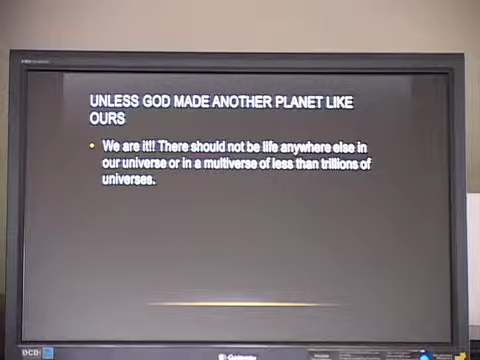 UNLESS GOD MADE ANOTHER PLANET LIKE
OURS
• We are it!! There should not be life anywhere else in
our universe or in a multiverse of less than trillions of
universes.
Gateway